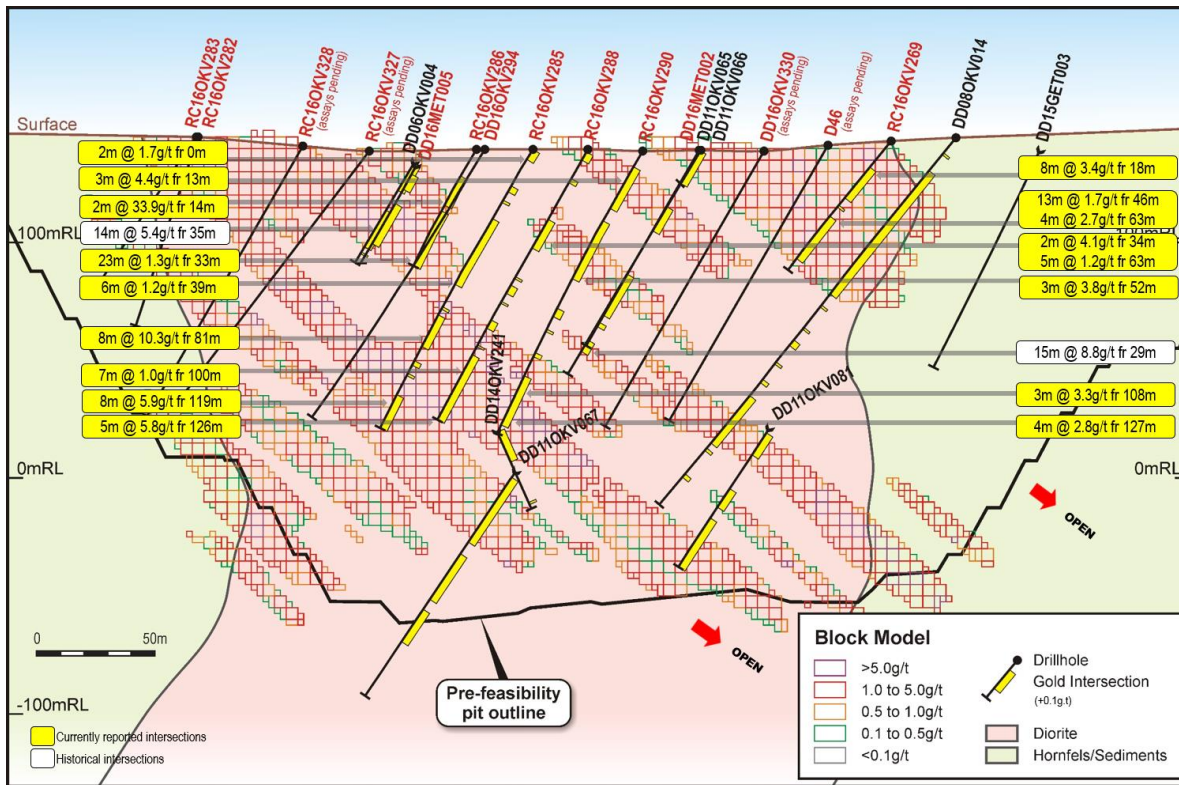 RC16OKV283
RC16OKV282
RC16OKV328
(assays pending)
RC16OKV327
(assays pending)
DD06OKV004
DD16MET005
RC16OKV286
DD16OKV294
RC16OKV285
RC16OKV288
RC16OKV290
DD16MET002
DD11OKV065
DD11OKV066
DD16OKV330
(assays pending)
D46
(assays pending)
RC16OKV269
DD08OKV014
DD15GET003
Surface
2m @ 1.7g/t fr 0m
3m @ 4.4g/t fr 13m
2m @ 33.9g/t fr 14m
14m @ 5.4g/t fr 35m
100mRL
23m @ 1.3g/t fr 33m
6m @ 1.2g/t fr 39m
8m @ 10.3g/t fr 81m
7m @ 1.0g/t fr 100m
8m @ 5.9g/t fr 119m
5m @ 5.8g/t fr 126m
8m @ 3.4g/t fr 18m
13m @ 1.7g/t fr 46m
4m @ 2.7g/t fr 63m
100mRL
2m @ 4.1g/t fr 34m
5m @ 1.2g/t fr 63m
3m @ 3.8g/t fr 52m
15m @ 8.8g/t fr 29m
3m @ 3.3g/t fr 108m
4m @ 2.8g/t fr 127m
DD14OKV241
DD11OKV067
DD11OKV081
0mRL
0mRL
OPEN
OPEN
0 50m
Pre-feasibility
pit outline
-100mRL
Currently reported intersections
Historical intersections
Block Model
>5.0g/t
1.0 to 5.0g/t
0.5 to 1.0g/t
0.1 to 0.5g/t
<0.1g/t
Drillhole
Gold Intersection
(+0.1g.t)
Diorite
Hornfels/Sediments